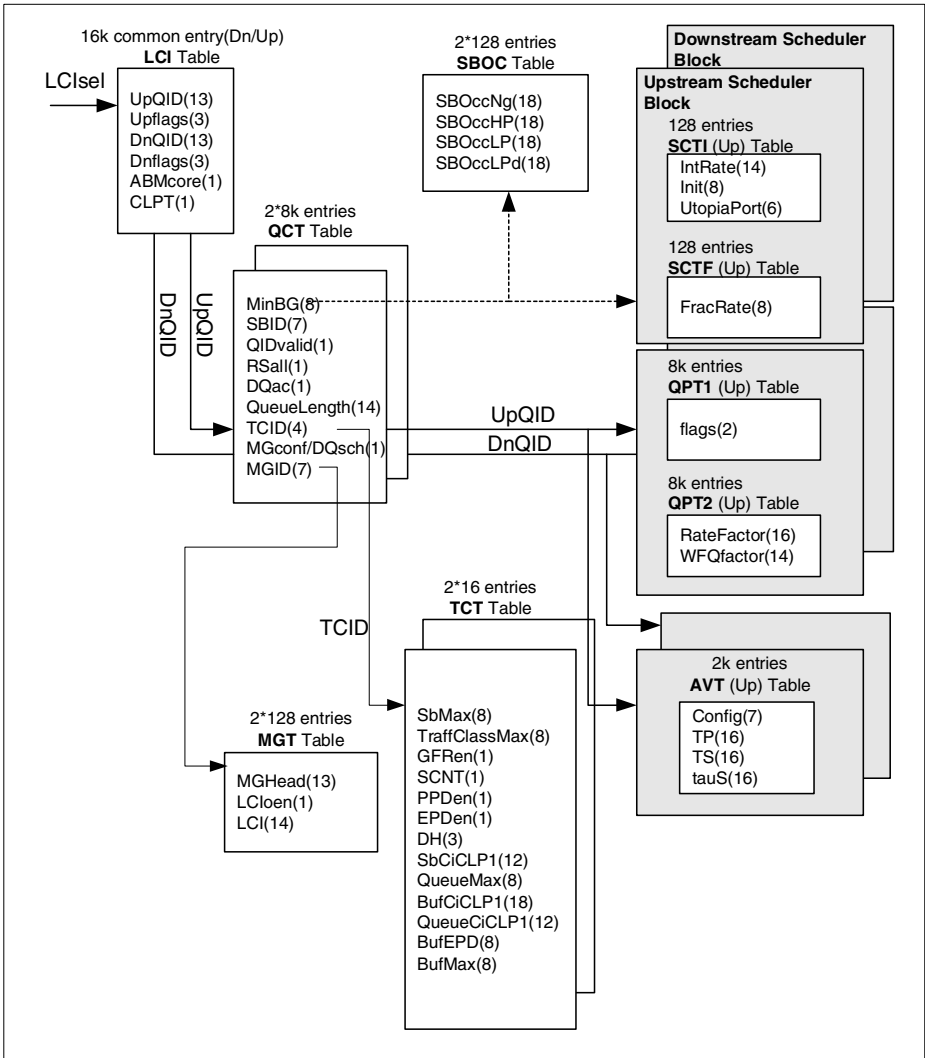 16k common entry(Dn/Up)
LCI Table
LCIsel
UpQID(13)
Upflags(3)
DnQID(13)
Dnflags(3)
ABMcore(1)
CLPT(1)
2*128 entries
SBOC Table
SBOccNg(18)
SBOccHP(18)
SBOccLP(18)
SBOccLPd(18)
Downstream Scheduler
Block
Upstream Scheduler
Block
128 entries
SCTI (Up) Table
IntRate(14)
Init(8)
UtopiaPort(6)
128 entries
SCTF (Up) Table
FracRate(8)
2*8k entries
QCT Table
DnQID
UpQID
MinBG(8)
SBID(7)
QIDvalid(1)
RSall(1)
DQac(1)
QueueLength(14)
TCID(4)
MGconf/DQsch(1)
MGID(7)
UpQID
DnQID
8k entries
QPT1 (Up) Table
flags(2)
8k entries
QPT2 (Up) Table
RateFactor(16)
WFQfactor(14)
TCID
2*16 entries
TCT Table
SbMax(8)
TraffClassMax(8)
GFRen(1)
SCNT(1)
PPDen(1)
EPDen(1)
DH(3)
SbCiCLP1(12)
QueueMax(8)
BufCiCLP1(18)
QueueCiCLP1(12)
BufEPD(8)
BufMax(8)
2k entries
AVT (Up) Table
Config(7)
TP(16)
TS(16)
tauS(16)
2*128 entries
MGT Table
MGHead(13)
LCIoen(1)
LCI(14)